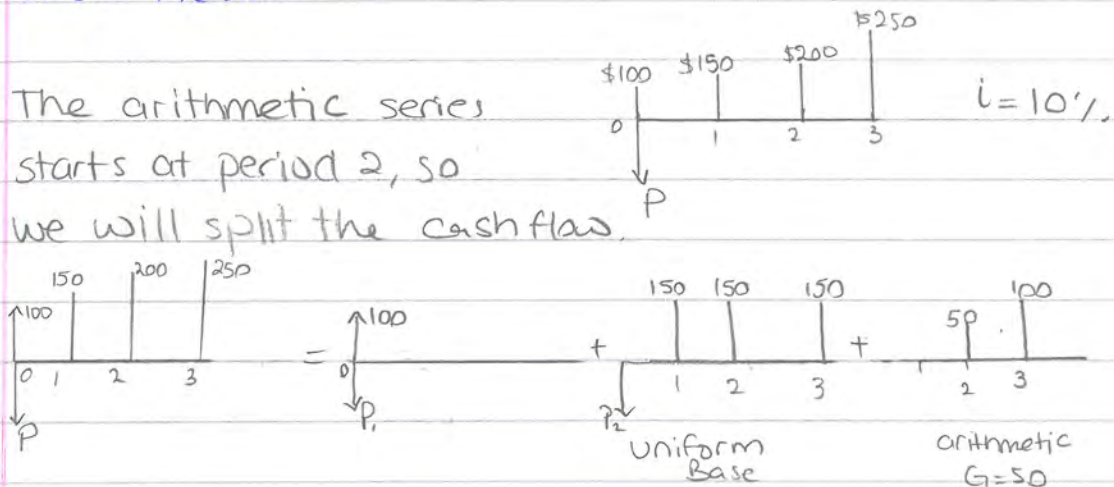 $250
$100 $150 $200
The arithmetic series i = 10%.
0 1 2 3
starts at period 2, so
P
we will split the cashflow.
150 200 250 150 150 150 100
100 = 100 + + 50
0 1 2 3 0 1 2 3 1 2 3
P P₁ P₂
uniform arithmetic
Base G=50